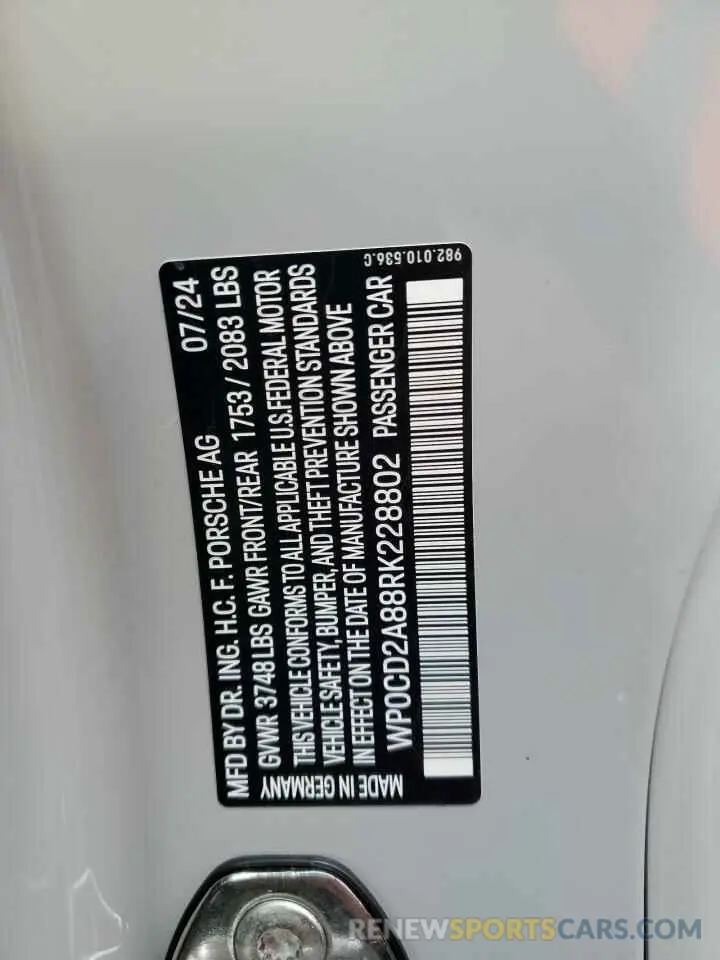 MFD BY DR. ING. H.C. F. PORSCHE AG 07/24
GVWR 3748 LBS GAWR FRONT/REAR 1753 / 2083 LBS
THIS VEHICLE CONFORMS TO ALL APPLICABLE U.S. FEDERAL MOTOR
VEHICLE SAFETY, BUMPER, AND THEFT PREVENTION STANDARDS
IN EFFECT ON THE DATE OF MANUFACTURE SHOWN ABOVE
WP0CD2A88RK228802 PASSENGER CAR
MADE IN GERMANY
982.010.536.C
RENEWSPORTSCARS.COM